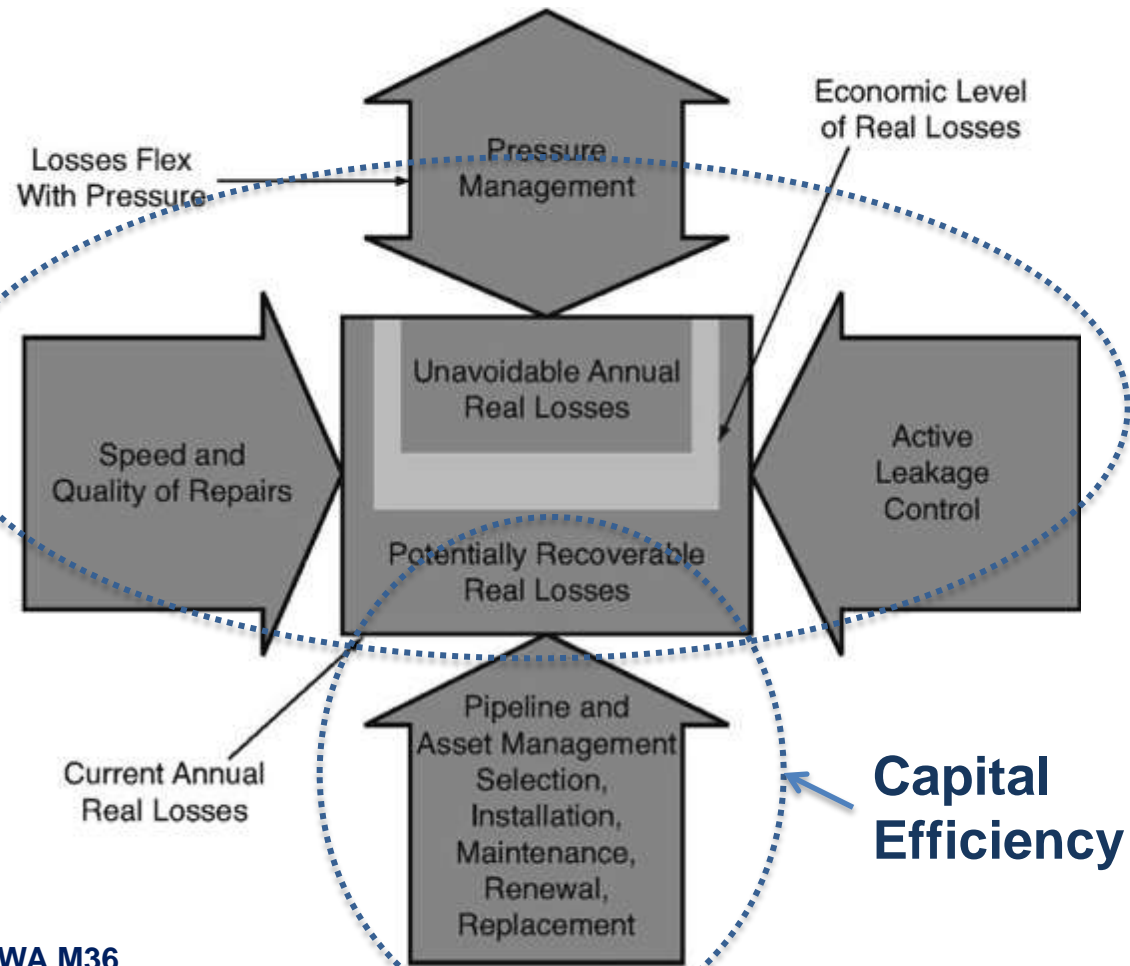 Pressure
Management
Economic Level
of Real Losses
Losses Flex
With Pressure
Unavoidable Annual
Real Losses
Speed and
Quality of Repairs
Active
Leakage
Control
Potentially Recoverable
Real Losses
Current Annual
Real Losses
Pipeline and
Asset Management
Selection,
Installation,
Maintenance,
Renewal,
Replacement
Capital
Efficiency
WA M36